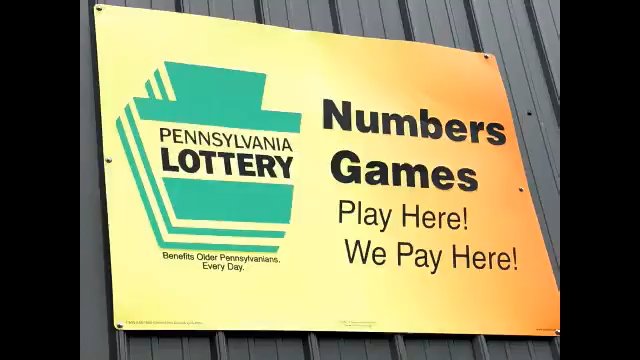 PENNSYLVANIA
LOTTERY
Benefits Older Pennsylvanians.
Every Day.
Numbers
Games
Play Here!
We Pay Here!